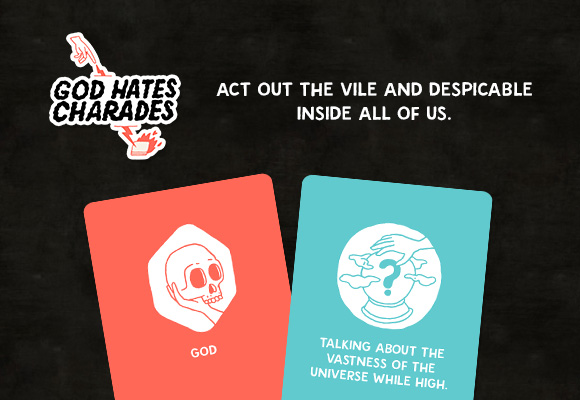 GOD HATES
CHARADES
ACT OUT THE VILE AND DESPICABLE
INSIDE ALL OF US.
GOD
?
TALKING ABOUT THE
VASTNESS OF THE
UNIVERSE WHILE HIGH.